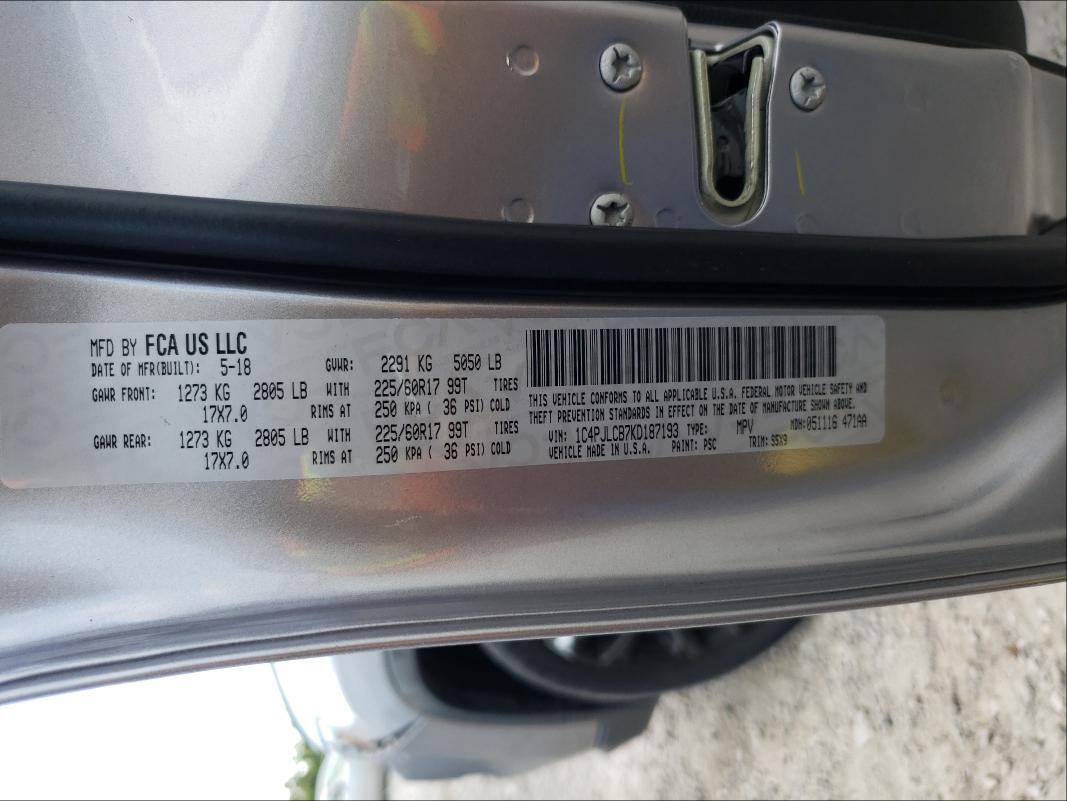 MFD BY FCA US LLC
DATE OF MFR(BUILT): 5-18 GVWR: 2291 KG 5050 LB
GAWR FRONT: 1273 KG 2805 LB WITH 225/60R17 99T TIRES
17X7.0 RIMS AT 250 KPA ( 36 PSI) COLD
GAWR REAR: 1273 KG 2805 LB WITH 225/60R17 99T TIRES
17X7.0 RIMS AT 250 KPA ( 36 PSI) COLD
THIS VEHICLE CONFORMS TO ALL APPLICABLE U.S.A. FEDERAL MOTOR VEHICLE SAFETY AND
THEFT PREVENTION STANDARDS IN EFFECT ON THE DATE OF MANUFACTURE SHOWN ABOVE.
VIN: 1C4PJLCB7KD187193 TYPE: MPV MDH:051116 471AA
VEHICLE MADE IN U.S.A. PAINT: PSC TRIM: S5X9